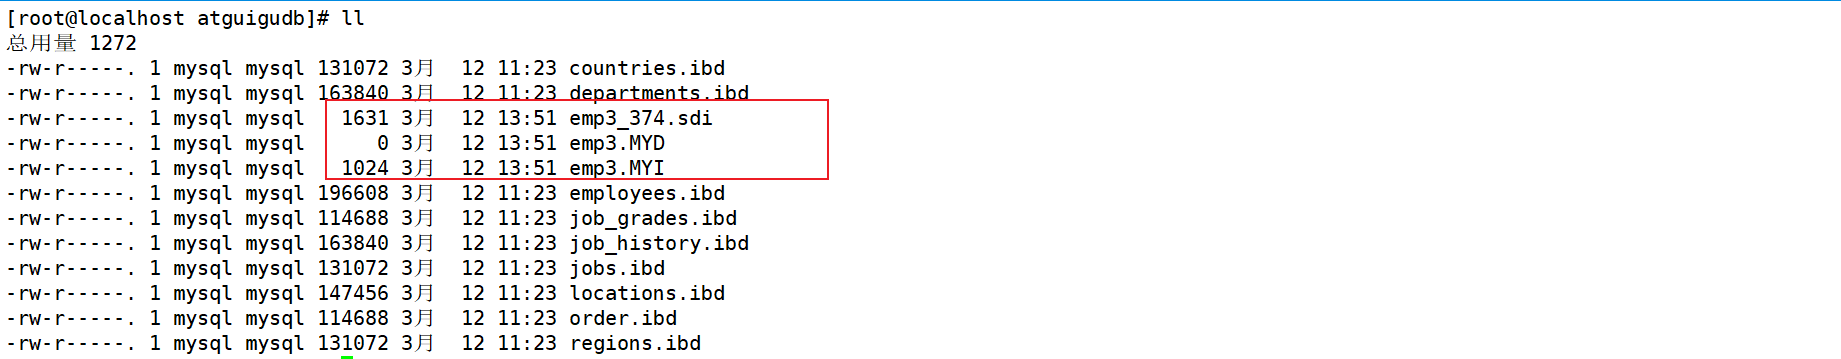 [root@localhost atguigudb]# ll
总用量 1272
-rw-r-----. 1 mysql mysql 131072 3月  12 11:23 countries.ibd
-rw-r-----. 1 mysql mysql 163840 3月  12 11:23 departments.ibd
-rw-r-----. 1 mysql mysql   1631 3月  12 13:51 emp3_374.sdi
-rw-r-----. 1 mysql mysql      0 3月  12 13:51 emp3.MYD
-rw-r-----. 1 mysql mysql   1024 3月  12 13:51 emp3.MYI
-rw-r-----. 1 mysql mysql 196608 3月  12 11:23 employees.ibd
-rw-r-----. 1 mysql mysql 114688 3月  12 11:23 job_grades.ibd
-rw-r-----. 1 mysql mysql 163840 3月  12 11:23 job_history.ibd
-rw-r-----. 1 mysql mysql 131072 3月  12 11:23 jobs.ibd
-rw-r-----. 1 mysql mysql 147456 3月  12 11:23 locations.ibd
-rw-r-----. 1 mysql mysql 114688 3月  12 11:23 order.ibd
-rw-r-----. 1 mysql mysql 131072 3月  12 11:23 regions.ibd